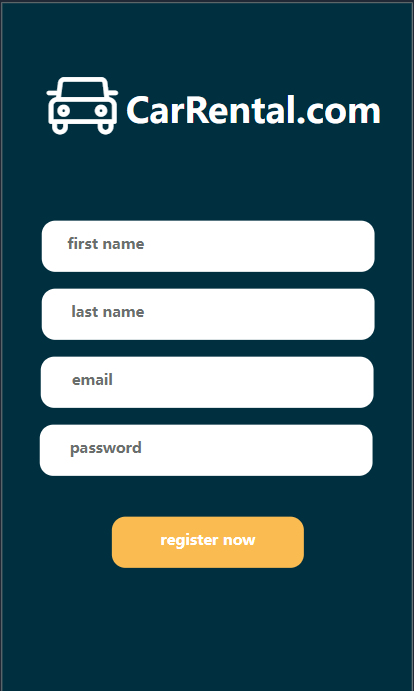 CarRental.com
first name
last name
email
password
register now